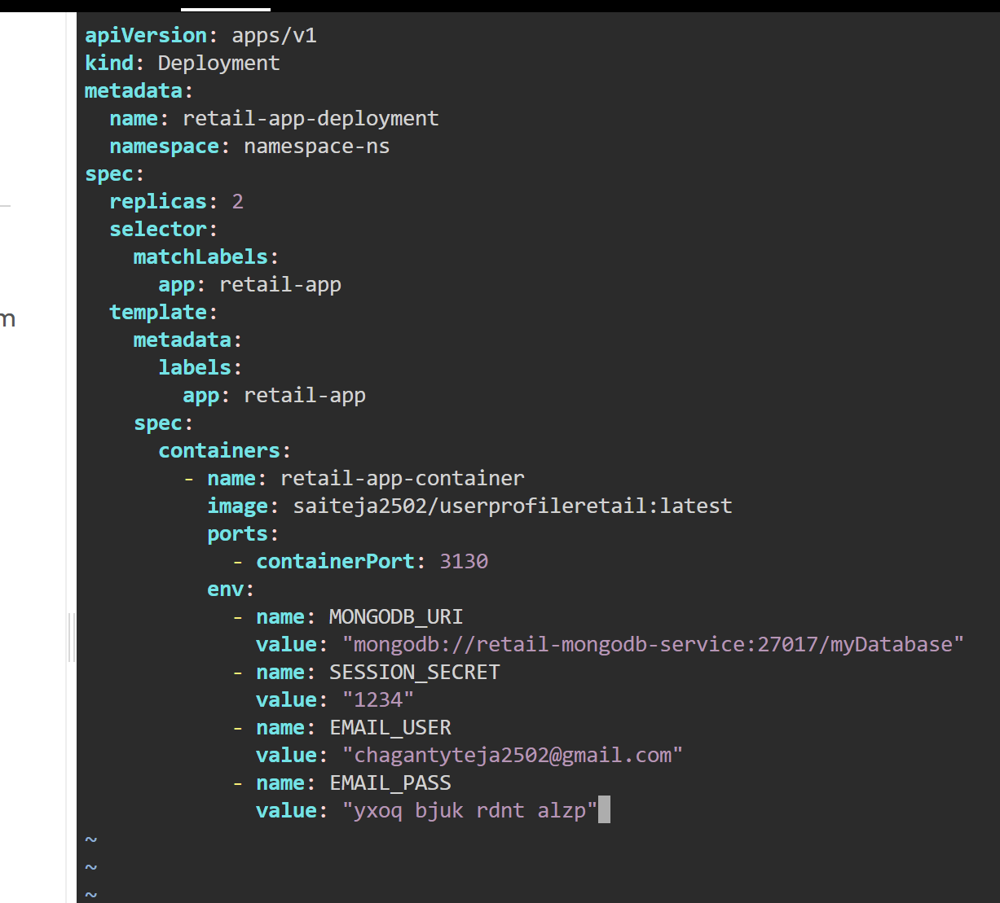 apiVersion: apps/v1
kind: Deployment
metadata:
  name: retail-app-deployment
  namespace: namespace-ns
spec:
  replicas: 2
  selector:
    matchLabels:
      app: retail-app
  template:
    metadata:
      labels:
        app: retail-app
    spec:
      containers:
        - name: retail-app-container
          image: saiteja2502/userprofileretail:latest
          ports:
            - containerPort: 3130
          env:
            - name: MONGODB_URI
              value: "mongodb://retail-mongodb-service:27017/myDatabase"
            - name: SESSION_SECRET
              value: "1234"
            - name: EMAIL_USER
              value: "chagantyteja2502@gmail.com"
            - name: EMAIL_PASS
              value: "yxoq bjuk rdnt alzp"
~
~
~